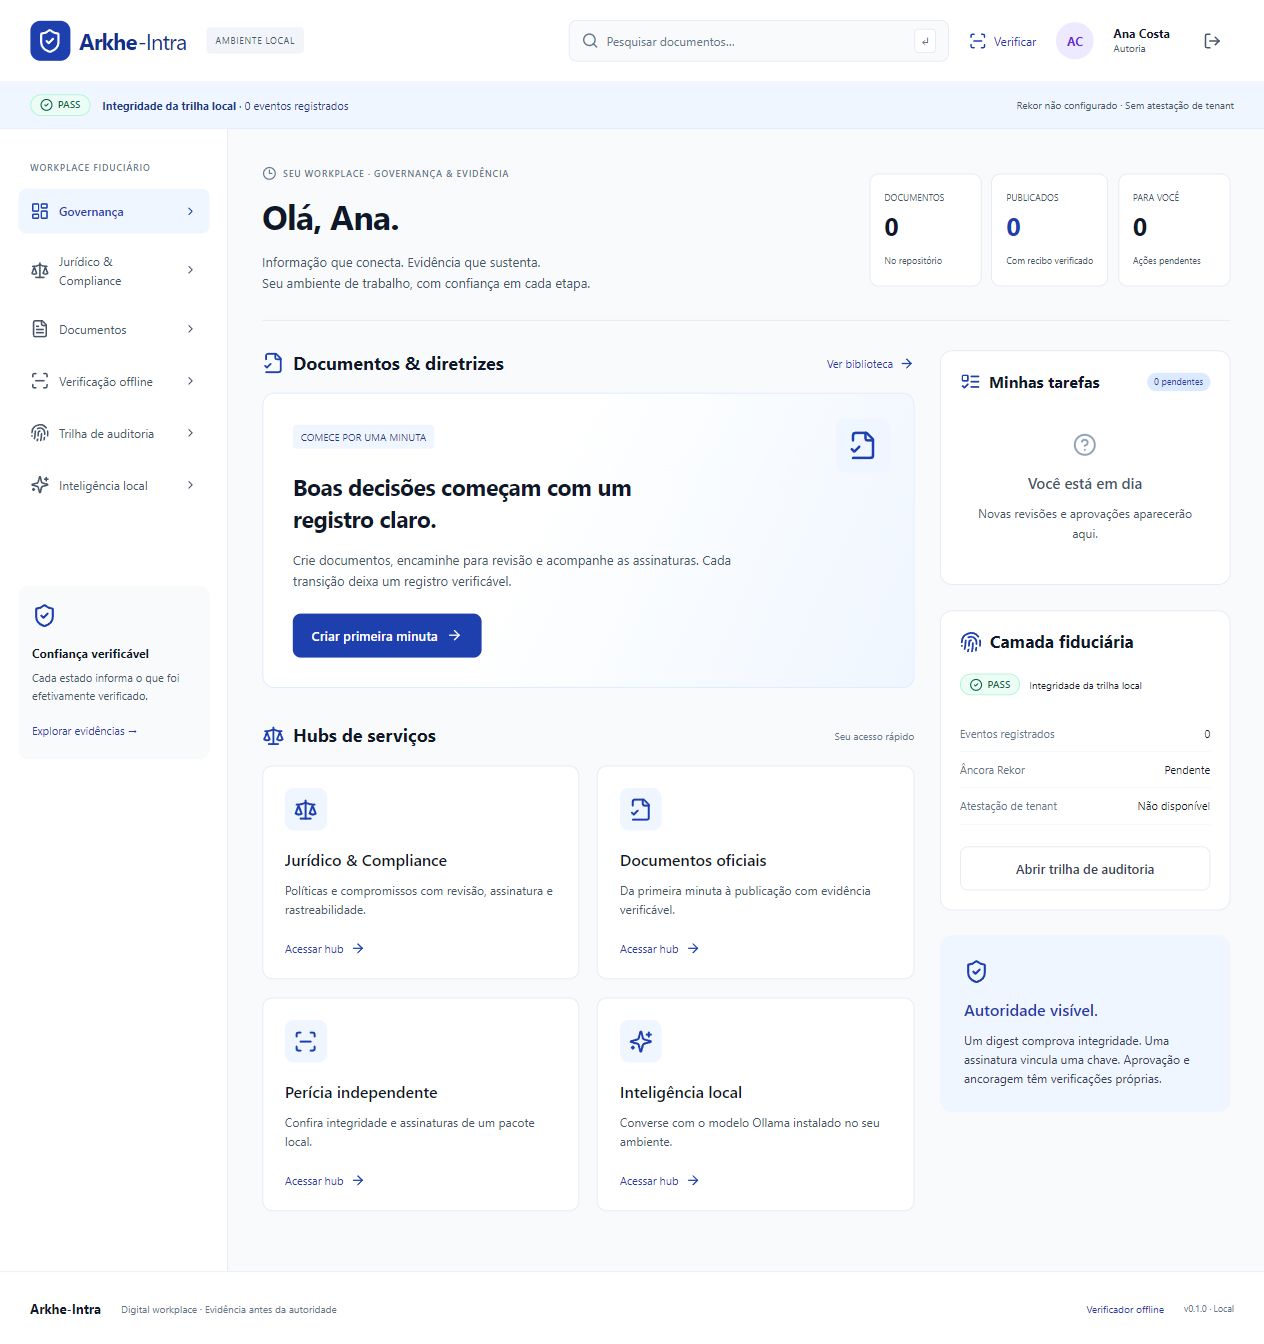 Arkhe-Intra
AMBIENTE LOCAL
Pesquisar documentos...
↵
Verificar
AC
Ana Costa
Autoria
PASS
Integridade da trilha local · 0 eventos registrados
Rekor não configurado · Sem atestação de tenant
WORKPLACE FIDUCIÁRIO
Governança
Jurídico &
Compliance
Documentos
Verificação offline
Trilha de auditoria
Inteligência local
Confiança verificável
Cada estado informa o que foi
efetivamente verificado.
Explorar evidências →
SEU WORKPLACE · GOVERNANÇA & EVIDÊNCIA
Olá, Ana.
Informação que conecta. Evidência que sustenta.
Seu ambiente de trabalho, com confiança em cada etapa.
DOCUMENTOS
0
No repositório
PUBLICADOS
0
Com recibo verificado
PARA VOCÊ
0
Ações pendentes
Documentos & diretrizes
Ver biblioteca
COMECE POR UMA MINUTA
Boas decisões começam com um
registro claro.
Crie documentos, encaminhe para revisão e acompanhe as assinaturas. Cada
transição deixa um registro verificável.
Criar primeira minuta
Hubs de serviços
Seu acesso rápido
Jurídico & Compliance
Políticas e compromissos com revisão, assinatura e
rastreabilidade.
Acessar hub
Documentos oficiais
Da primeira minuta à publicação com evidência
verificável.
Acessar hub
Perícia independente
Confira integridade e assinaturas de um pacote
local.
Acessar hub
Inteligência local
Converse com o modelo Ollama instalado no seu
ambiente.
Acessar hub
Minhas tarefas
0 pendentes
Você está em dia
Novas revisões e aprovações aparecerão
aqui.
Camada fiduciária
PASS
Integridade da trilha local
Eventos registrados
0
Âncora Rekor
Pendente
Atestação de tenant
Não disponível
Abrir trilha de auditoria
Autoridade visível.
Um digest comprova integridade. Uma
assinatura vincula uma chave. Aprovação e
ancoragem têm verificações próprias.
Arkhe-Intra
Digital workplace · Evidência antes da autoridade
Verificador offline
v0.1.0 · Local